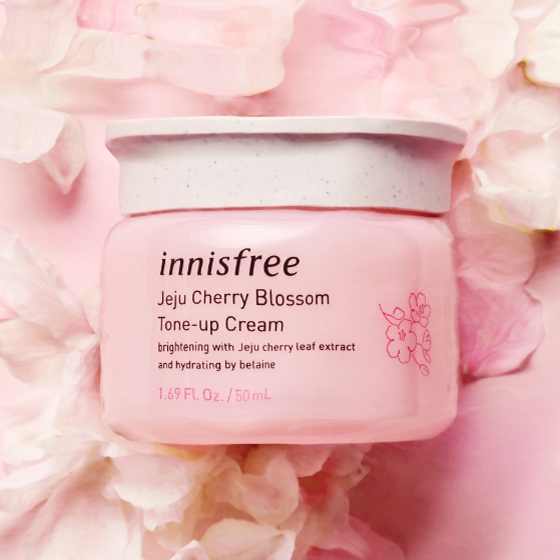 innisfree
Jeju Cherry Blossom
Tone-up Cream
brightening with Jeju cherry leaf extract
and hydrating by betaine
1.69 Fl. Oz. / 50 mL